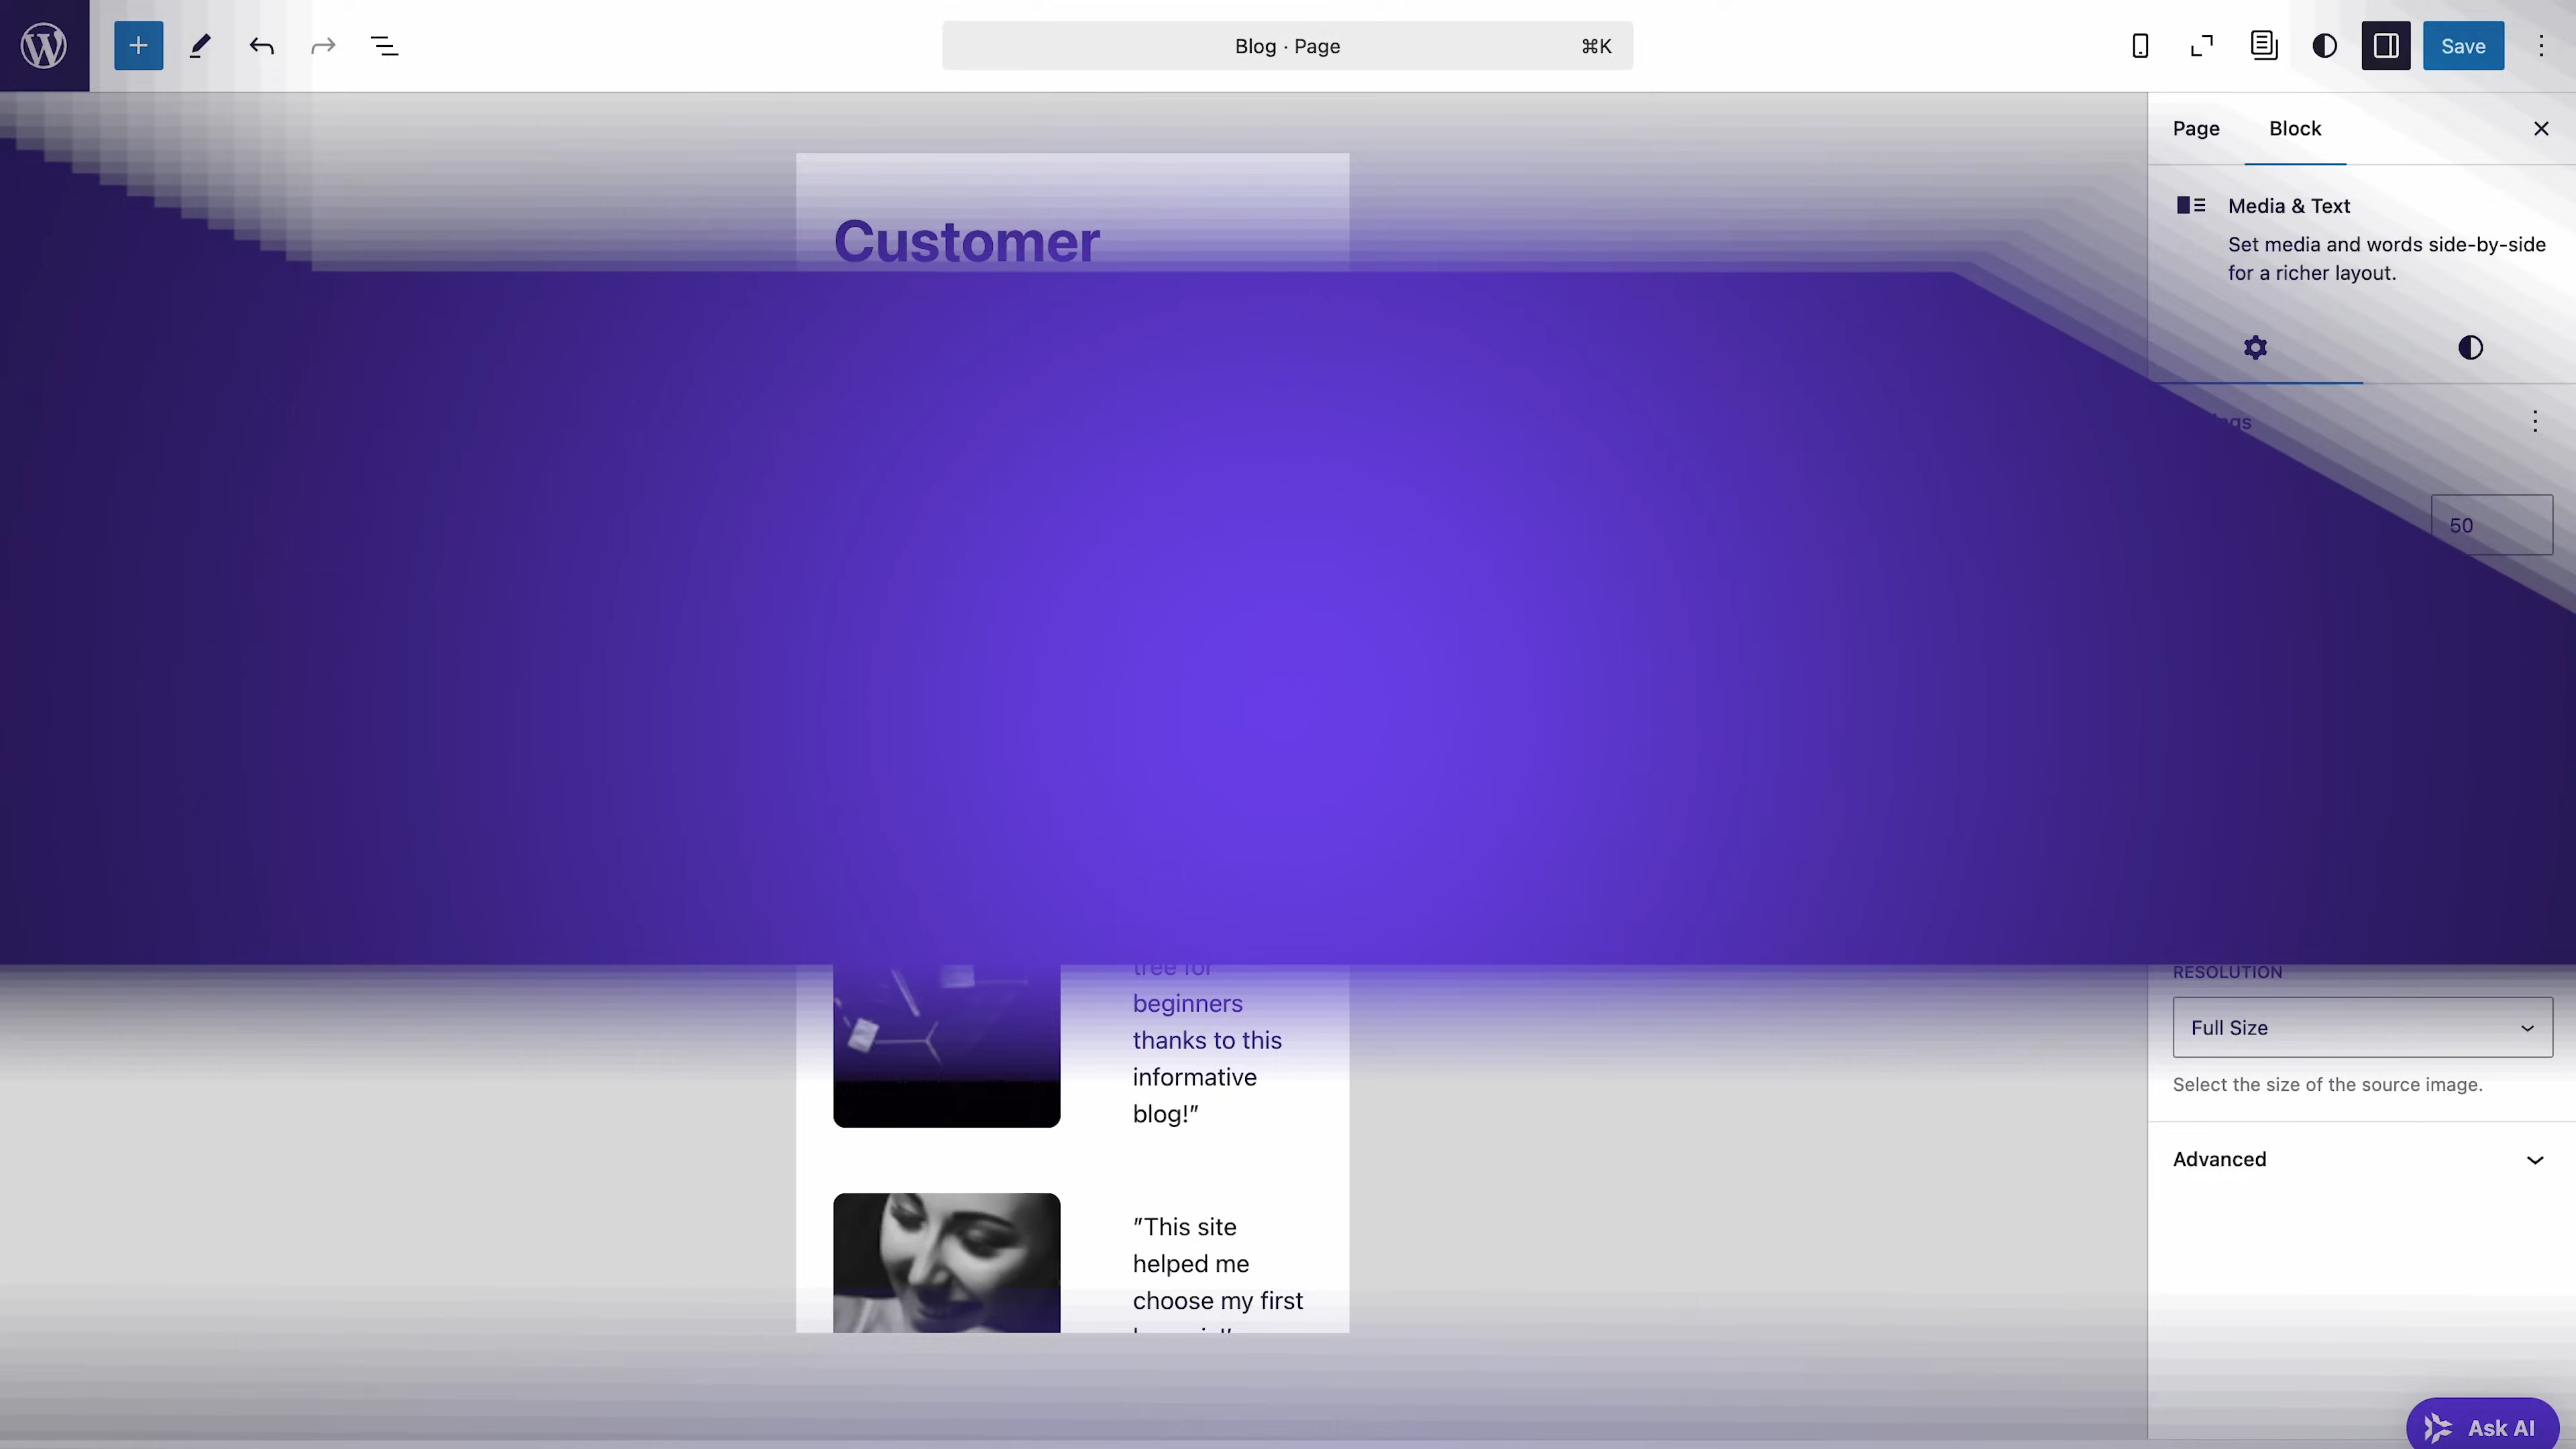 Blog · Page ⌘K
Save
Page Block
Media & Text
Set media and words side-by-side
for a richer layout.
Customer
50
beginners
thanks to this
informative
blog!”
RESOLUTION
Full Size
Select the size of the source image.
Advanced
"This site
helped me
choose my first
Ask AI